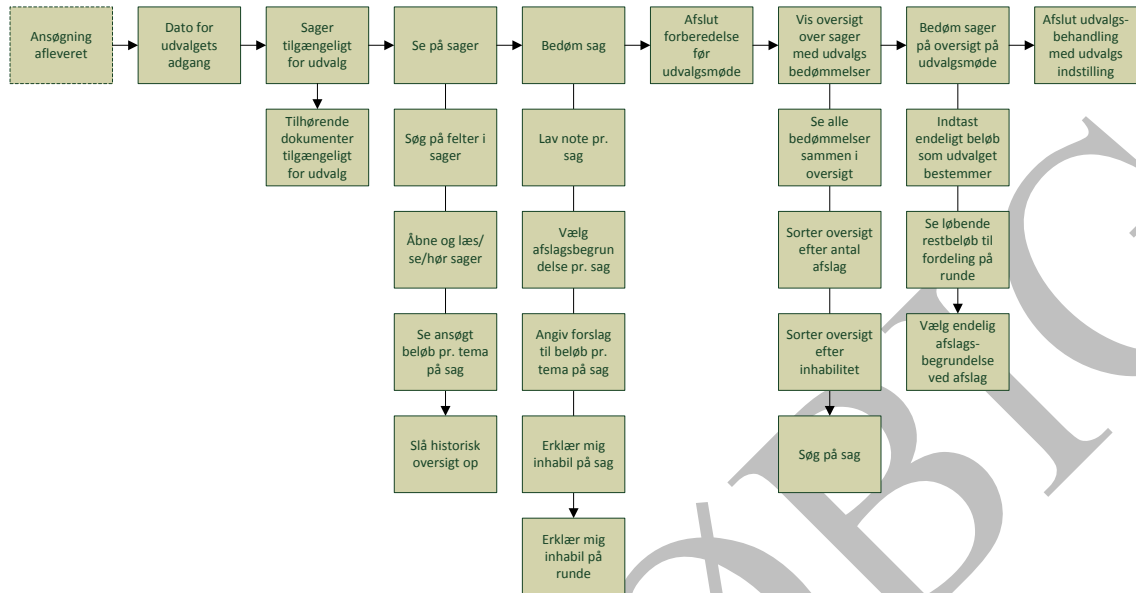 Ansøgning
afleveret
Dato for
udvalgets
adgang
Sager
tilgængeligt
for udvalg
Se på sager
Bedøm sag
Afslut
forberedelse
før
udvalgsmøde
Vis oversigt
over sager
med udvalgs
bedømmelser
Bedøm sager
på oversigt på
udvalgsmøde
Afslut udvalgs-
behandling
med udvalgs
indstilling
Tilhørende
dokumenter
tilgængeligt
for udvalg
Søg på felter i
sager
Lav note pr.
sag
Se alle
bedømmelser
sammen i
oversigt
Indtast
endeligt beløb
som udvalget
bestemmer
Åbne og læs/
se/hør sager
Vælg
afslagsbegrun
delse pr. sag
Sorter oversigt
efter antal
afslag
Se løbende
restbeløb til
fordeling på
runde
Se ansøgt
beløb pr. tema
på sag
Angiv forslag
til beløb pr.
tema på sag
Sorter oversigt
efter
inhabilitet
Vælg endelig
afslags-
begrundelse
ved afslag
Slå historisk
oversigt op
Erklær mig
inhabil på sag
Søg på sag
Erklær mig
inhabil på
runde
ØBIG